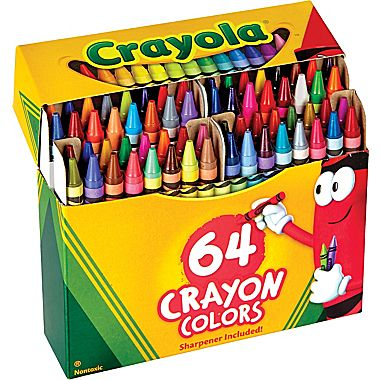 Crayola
64
CRAYON
COLORS
Sharpener Included!
Nontoxic